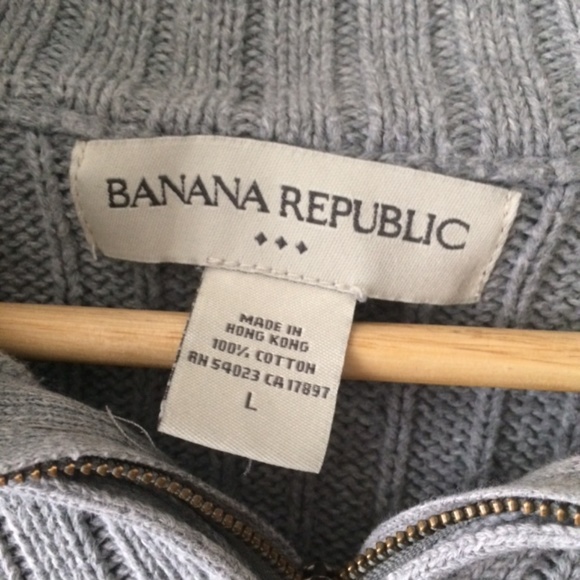 BANANA REPUBLIC
MADE IN
HONG KONG
100% COTTON
RN 54023 CA 17897
L